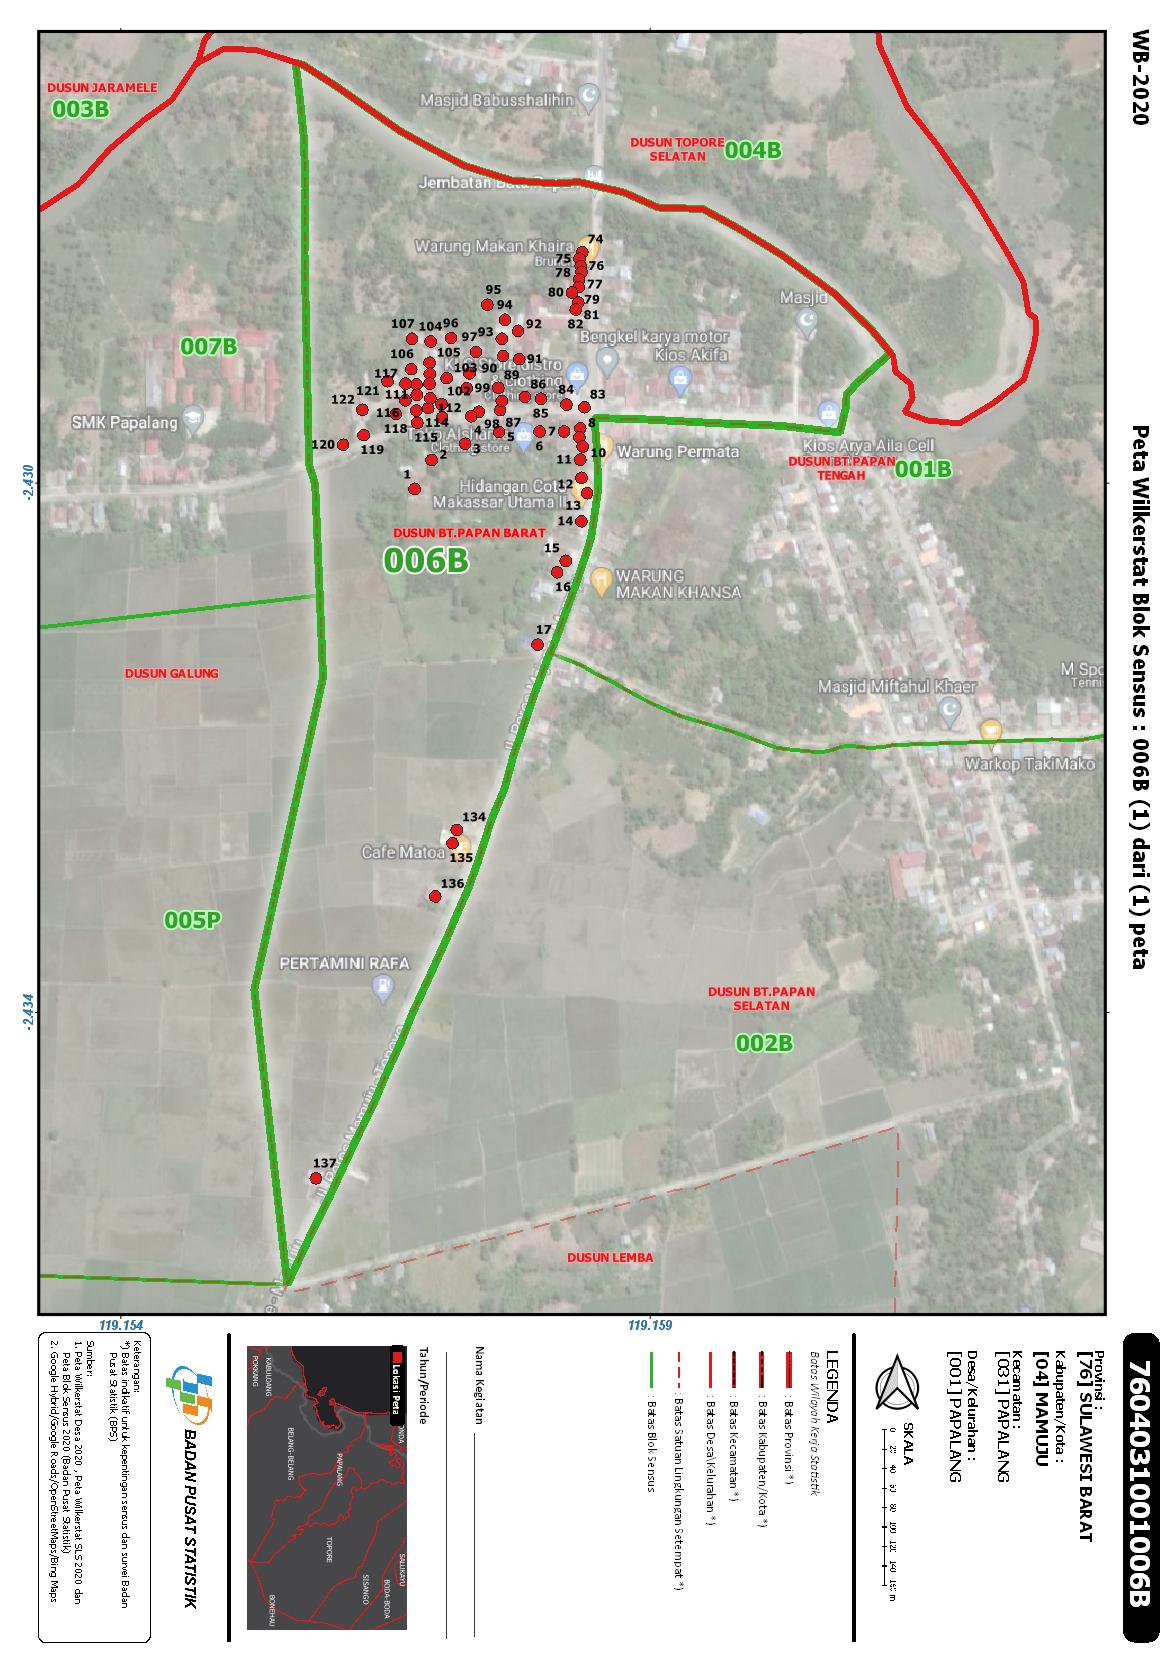 WB-2020
Peta Wilkerstat Blok Sensus : 006B (1) dari (1) peta
DUSUN JARAMELE
003B
Masjid Babusshalihin
DUSUN TOPORE
SELATAN
004B
Jembatan Batu Papan
Warung Makan Khaira
Brunch
74
75
76
78
77
80
79
81
82
95
94
92
107
104
96
97
93
Masjid
Bengkel karya motor
Kios Akifa
007B
106
105
91
103
90
89
117
121
102
99
86
84
83
122
111
112
85
116
SMK Papalang
118
114
4
98
87
8
Kios Arya Aila Cell
120
119
115
5
6
7
2
3
10
Warung Permata
11
DUSUN BT.PAPAN
TENGAH
001B
1
Hidangan Coto
Makassar Utama II
12
13
14
-2.430
DUSUN BT.PAPAN BARAT
006B
15
16
WARUNG
MAKAN KHANSA
17
DUSUN GALUNG
Masjid Miftahul Khaer
M Spo
Tennis
Warkop TakiMako
134
Cafe Matoa
135
136
005P
PERTAMINI RAFA
DUSUN BT.PAPAN
SELATAN
-2.434
002B
137
DUSUN LEMBA
119.154
119.159
7604031001006B
Provinsi :
[76] SULAWESI BARAT
Kabupaten/Kota :
[04] MAMUJU
Kecamatan :
[031] PAPALANG
Desa/Kelurahan :
[001] PAPALANG
SKALA
0 20 40 60 80 100 120 140
LEGENDA
Batas Wilayah Kerja Statistik
: Batas Provinsi *)
: Batas Kabupaten/Kota *)
: Batas Kecamatan *)
: Batas Desa\Kelurahan *)
: Batas Satuan Lingkungan Setempat *)
: Batas Blok Sensus
Nama Kegiatan
Tahun/Periode
Lokasi Peta
KABULOANG
POKKANG
BELANG-BELANG
PAPALANG
TOPORE
SISANGO
BODA-BODA
SALUKAYU
BONEHAU
BADAN PUSAT STATISTIK
Keterangan:
*) Batas indikatif untuk kepentingan sensus dan survei Badan
Pusat Statistik (BPS)
Sumber:
1. Peta Wilkerstat Desa 2020 , Peta Wilkerstat SLS 2020 dan
Peta Blok Sensus 2020 (Badan Pusat Statistik)
2. Google Hybrid/Google Roads/OpenStreetMaps/Bing Maps